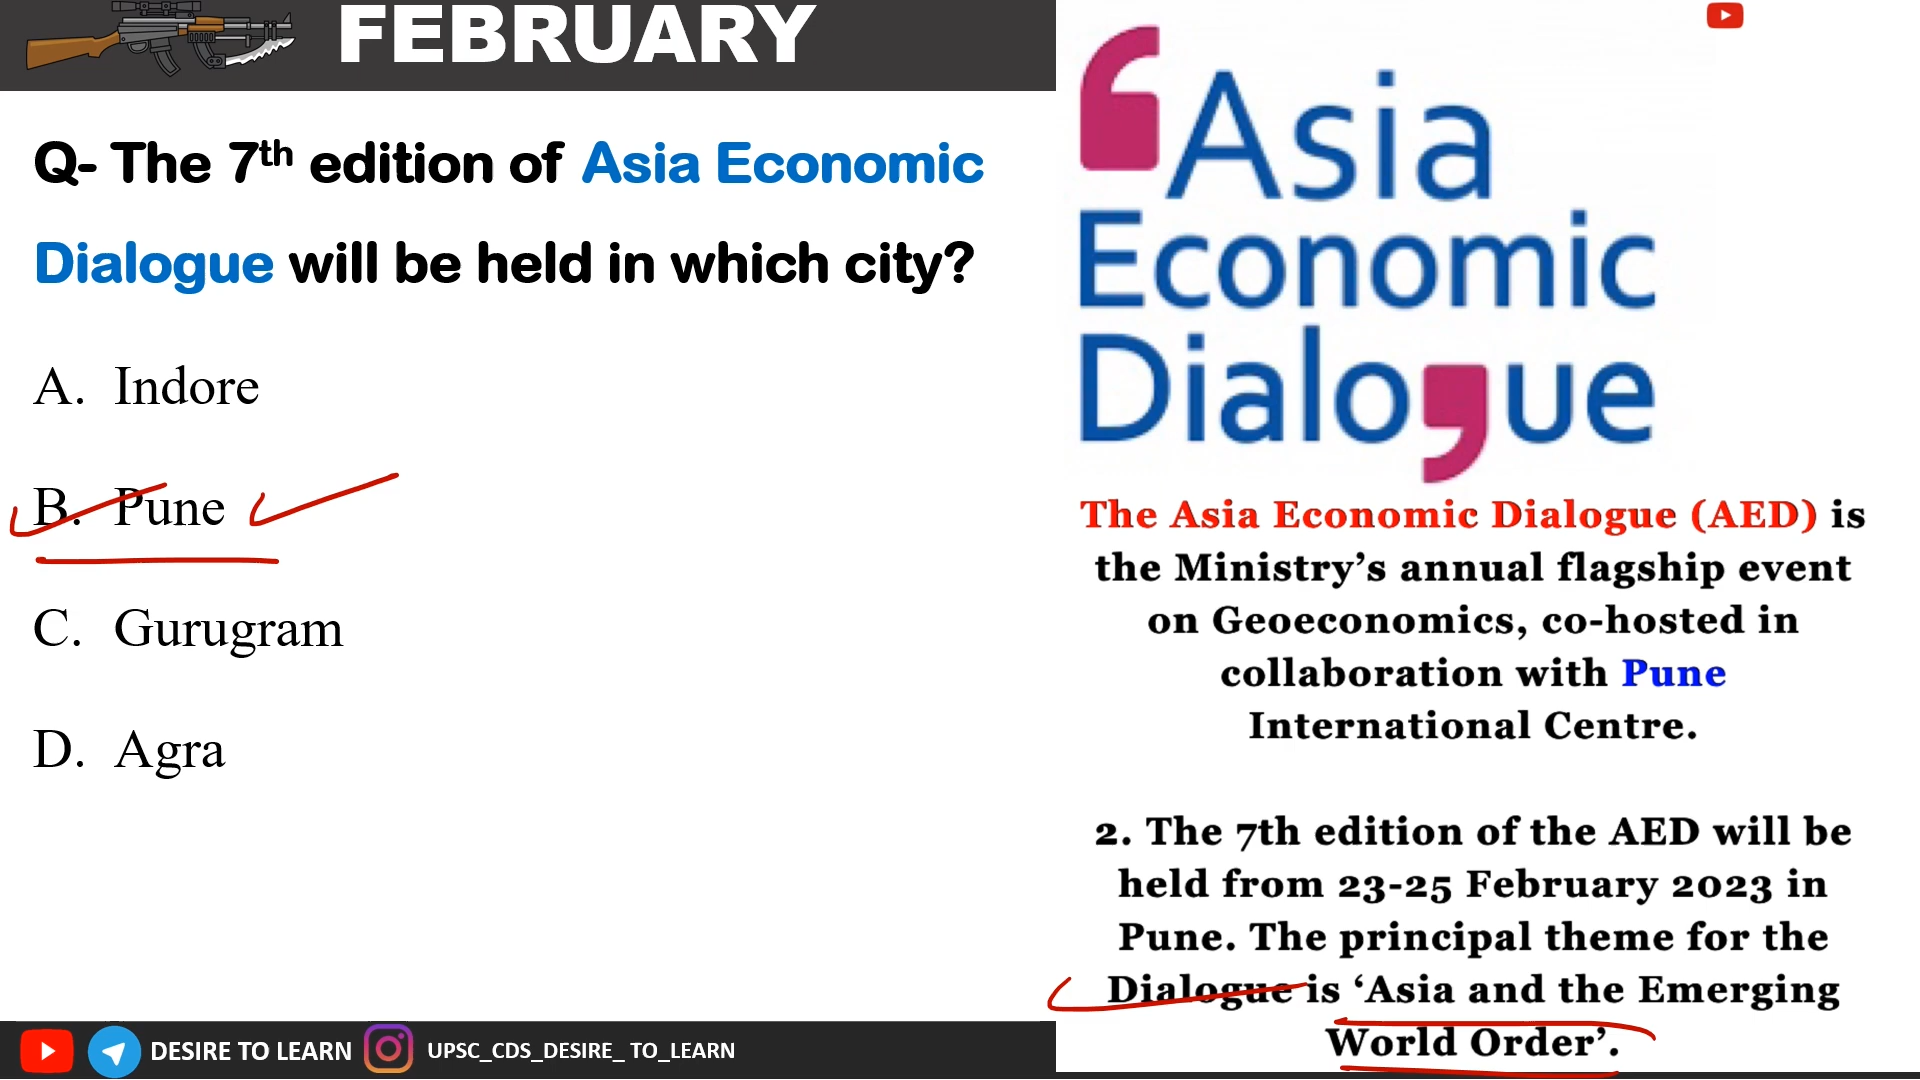 FEBRUARY
Q- The 7th edition of Asia Economic
Dialogue will be held in which city?
A. Indore
B. Pune
C. Gurugram
D. Agra
DESIRE TO LEARN
UPSC_CDS_DESIRE_ TO_LEARN
‘Asia
Economic
Dialo’ue
The Asia Economic Dialogue (AED) is
the Ministry’s annual flagship event
on Geoeconomics, co-hosted in
collaboration with Pune
International Centre.
2. The 7th edition of the AED will be
held from 23-25 February 2023 in
Pune. The principal theme for the
Dialogue is ‘Asia and the Emerging
World Order’.